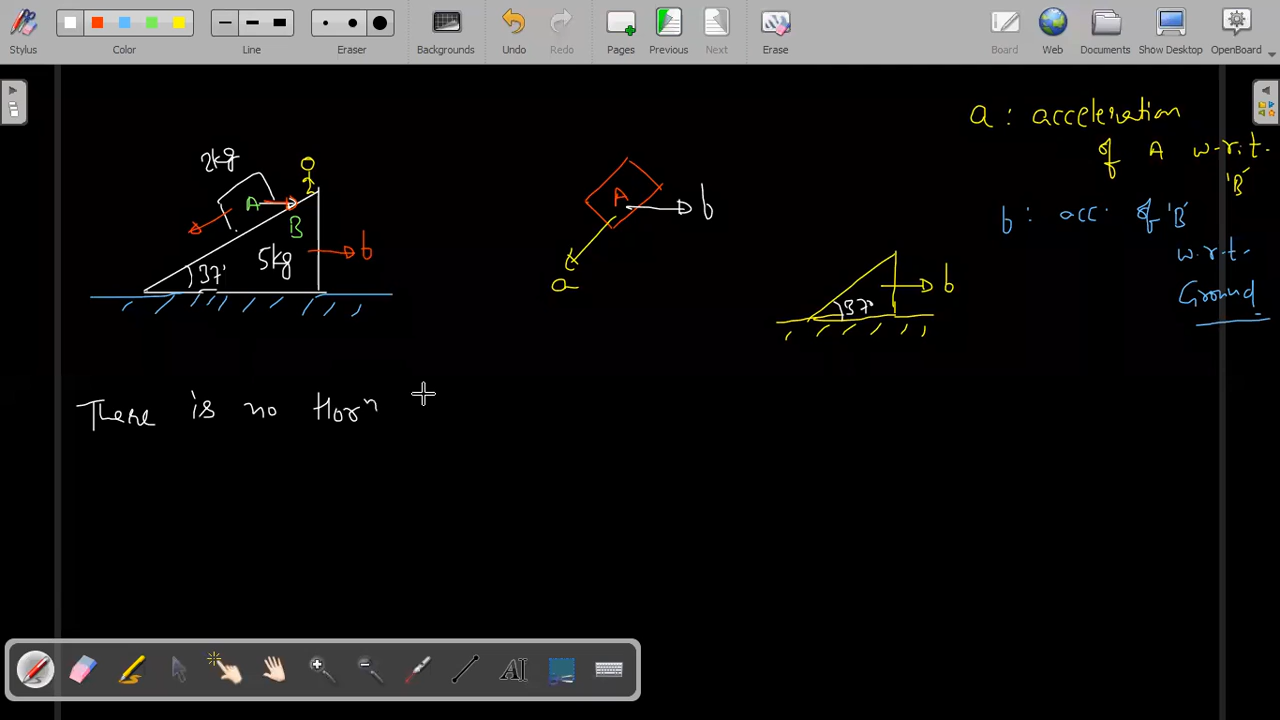 Stylus
Color
Line
Eraser
Backgrounds
Undo
Redo
Pages
Previous
Next
Erase
Board
Web
Documents
Show Desktop
OpenBoard
a : acceleration
of A w.r.t.
'B'
b : acc. of 'B'
w.r.t.
Ground
2kg
A
B
5kg
37°
b
A
b
a
37°
b
There is no Horⁿ